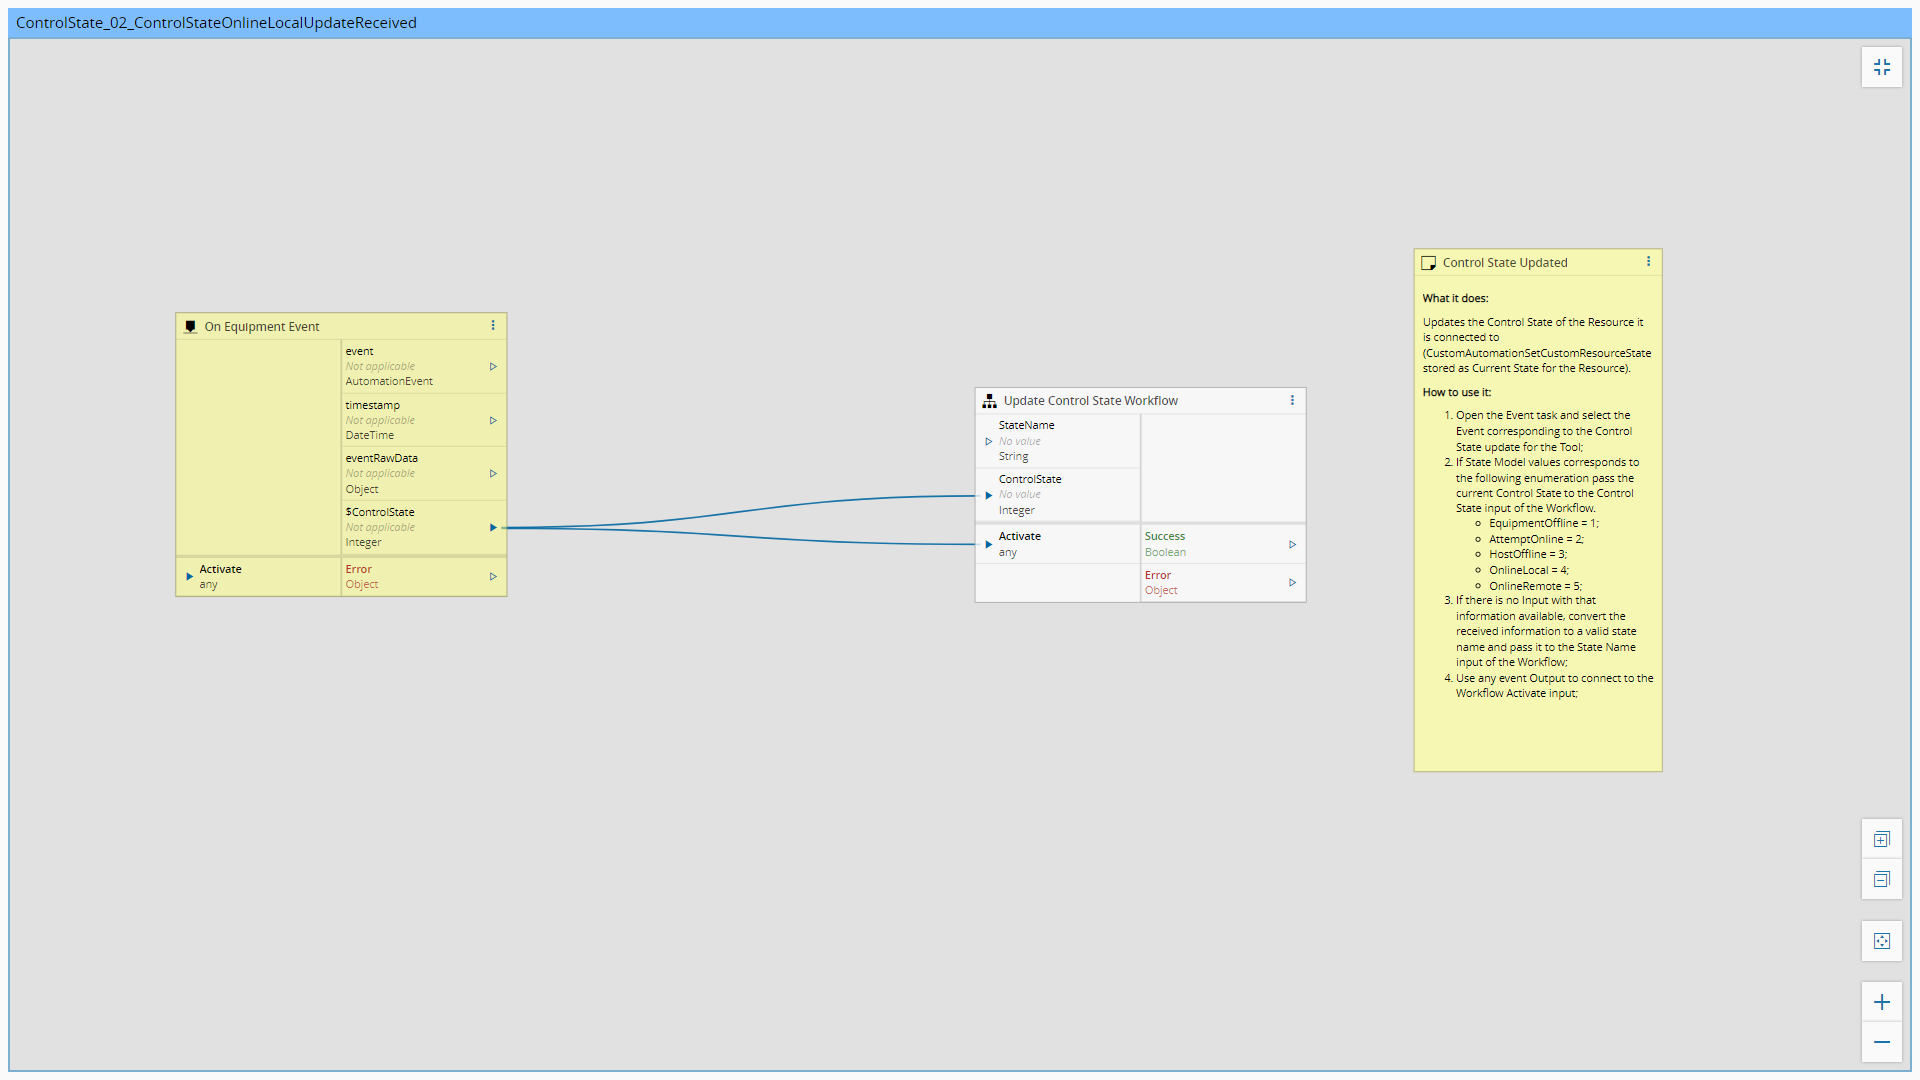 ControlState_02_ControlStateOnlineLocalUpdateReceived
On Equipment Event
event
Not applicable
AutomationEvent
timestamp
Not applicable
DateTime
eventRawData
Not applicable
Object
$ControlState
Not applicable
Integer
Activate
any
Error
Object
Update Control State Workflow
StateName
No value
String
ControlState
No value
Integer
Activate
any
Success
Boolean
Error
Object
Control State Updated
What it does:
Updates the Control State of the Resource it
is connected to
(CustomAutomationSetCustomResourceState
stored as Current State for the Resource).
How to use it:
1. Open the Event task and select the
Event corresponding to the Control
State update for the Tool;
2. If State Model values corresponds to
the following enumeration pass the
current Control State to the Control
State input of the Workflow.
EquipmentOffline = 1;
AttemptOnline = 2;
HostOffline = 3;
OnlineLocal = 4;
OnlineRemote = 5;
3. If there is no Input with that
information available, convert the
received information to a valid state
name and pass it to the State Name
input of the Workflow;
4. Use any event Output to connect to the
Workflow Activate input;